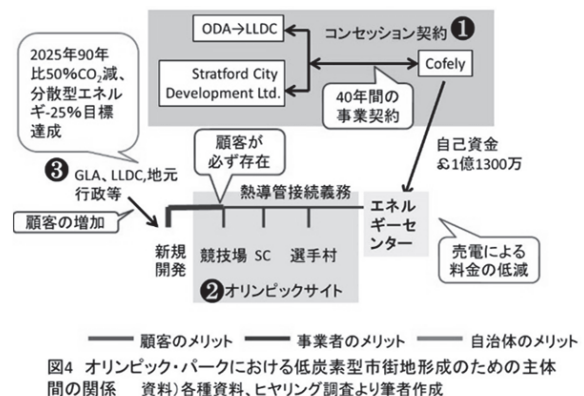 コンセッション契約❶
ODA→LLDC
Stratford City
Development Ltd.
Cofely
40年間の
事業契約
2025年90年
比50%CO₂減、
分散型エネル
ギ-25%目標
達成
自己資金
£1億1300万
顧客が
必ず存在
❸ GLA、LLDC,地元
行政等
顧客の増加
熱導管接続義務
エネル
ギーセ
ンター
売電による
料金の低減
新規
開発
競技場
SC
選手村
❷オリンピックサイト
顧客のメリット
事業者のメリット
自治体のメリット
図4 オリンピック・パークにおける低炭素型市街地形成のための主体
間の関係 資料）各種資料、ヒヤリング調査より筆者作成